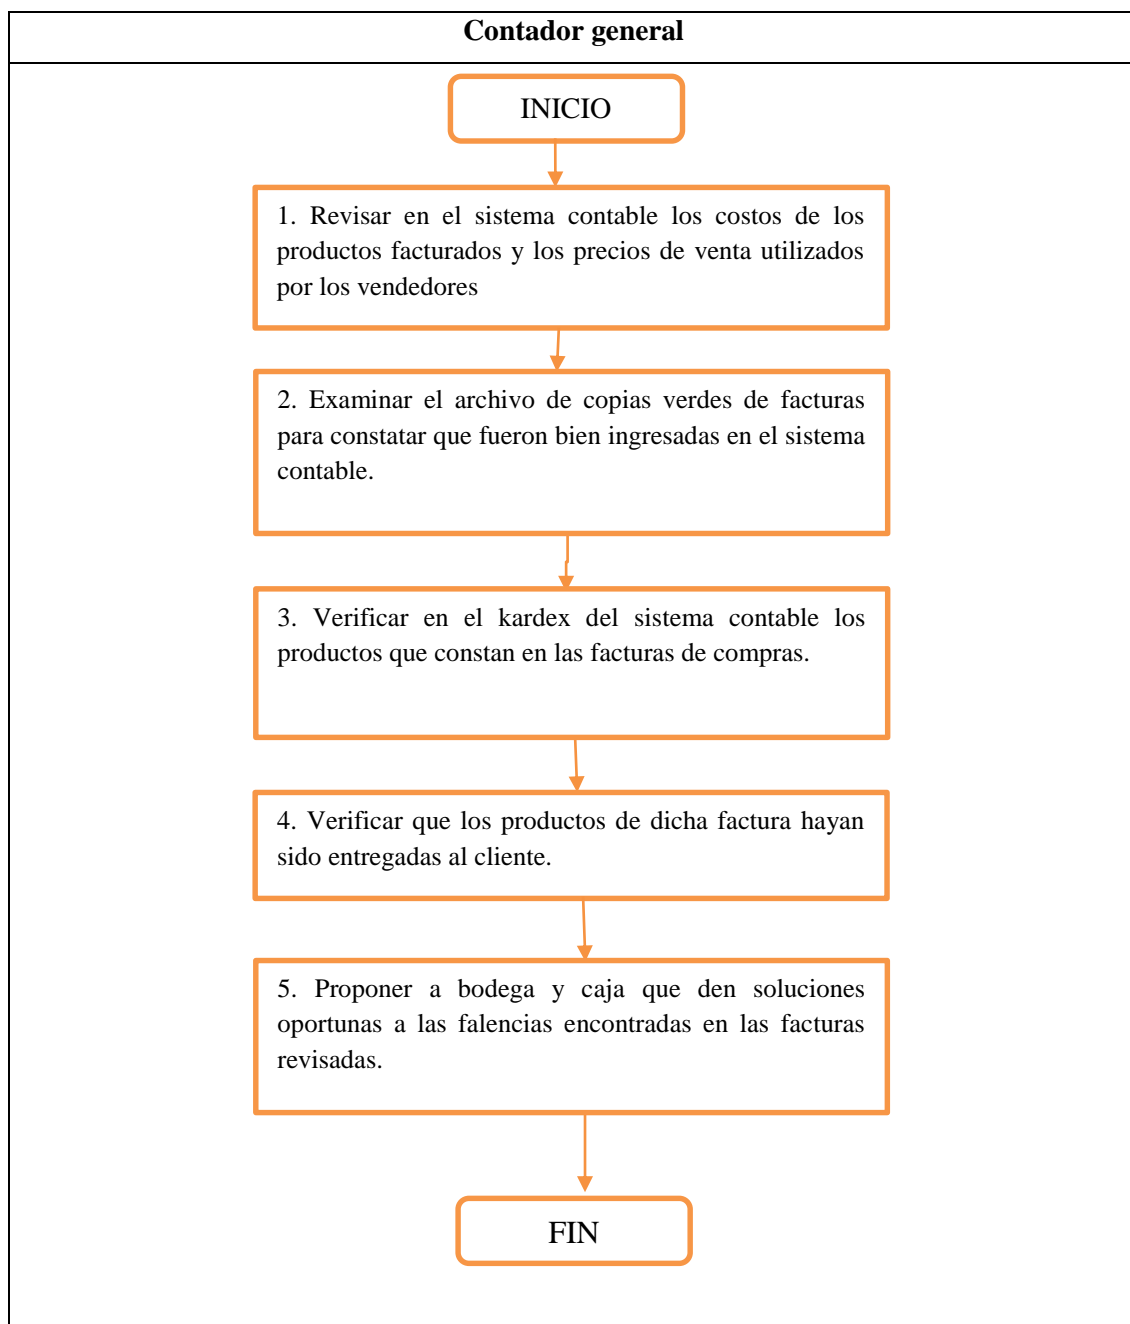 Contador general
INICIO
1. Revisar en el sistema contable los costos de los
productos facturados y los precios de venta utilizados
por los vendedores
2. Examinar el archivo de copias verdes de facturas
para constatar que fueron bien ingresadas en el sistema
contable.
3. Verificar en el kardex del sistema contable los
productos que constan en las facturas de compras.
4. Verificar que los productos de dicha factura hayan
sido entregadas al cliente.
5. Proponer a bodega y caja que den soluciones
oportunas a las falencias encontradas en las facturas
revisadas.
FIN